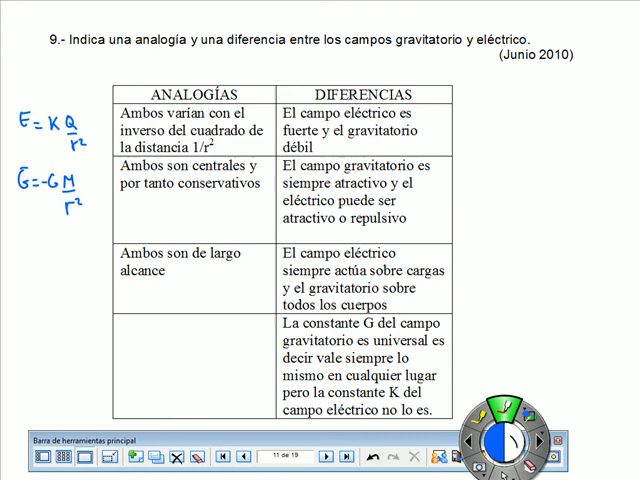 9.- Indica una analogía y una diferencia entre los campos gravitatorio y eléctrico.
(Junio 2010)
ANALOGÍAS
DIFERENCIAS
Ambos varían con el
inverso del cuadrado de
la distancia 1/r²
El campo eléctrico es
fuerte y el gravitatorio
débil
Ambos son centrales y
por tanto conservativos
El campo gravitatorio es
siempre atractivo y el
eléctrico puede ser
atractivo o repulsivo
Ambos son de largo
alcance
El campo eléctrico
siempre actúa sobre cargas
y el gravitatorio sobre
todos los cuerpos
La constante G del campo
gravitatorio es universal es
decir vale siempre lo
mismo en cualquier lugar
pero la constante K del
campo eléctrico no lo es.
E = K Q/r²
G = -G M/r²
Barra de herramientas principal
11 de 19